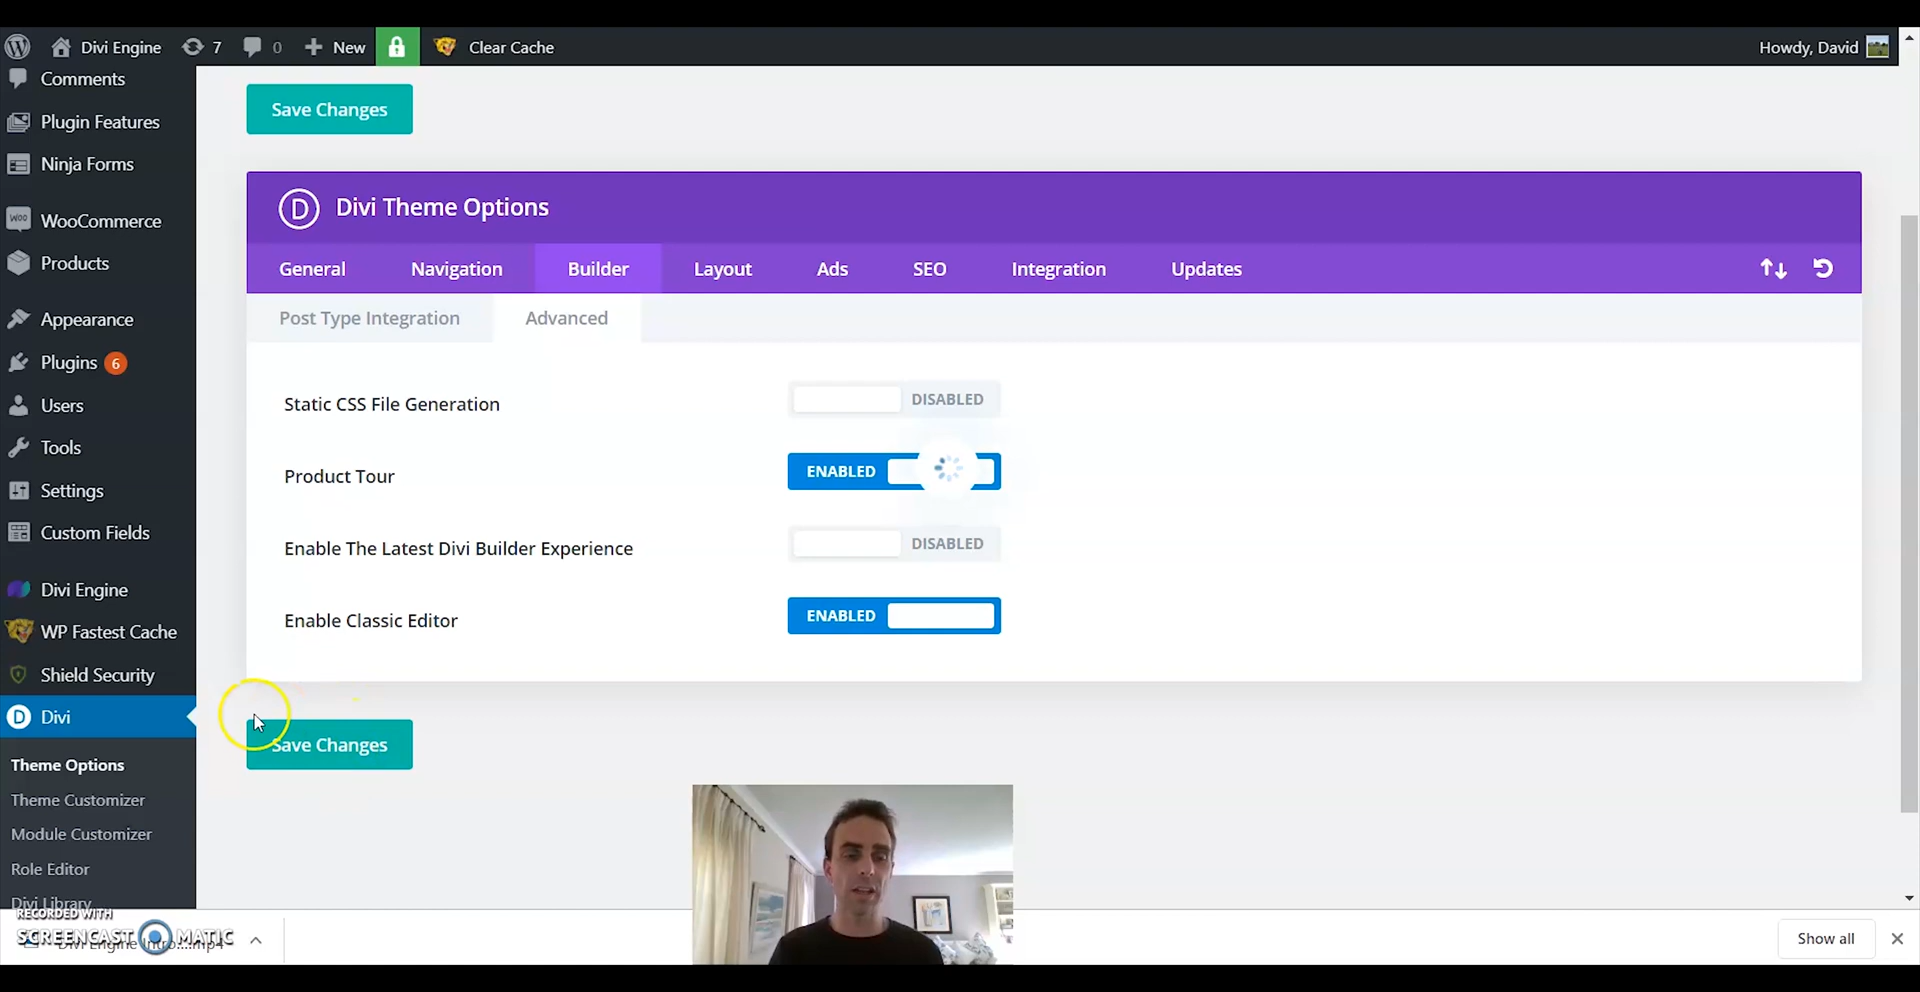 Divi Engine 7 0 New Clear Cache Howdy, David
Comments
Plugin Features
Ninja Forms
WooCommerce
Products
Appearance
Plugins 6
Users
Tools
Settings
Custom Fields
Divi Engine
WP Fastest Cache
Shield Security
Divi
Theme Options
Theme Customizer
Module Customizer
Role Editor
Divi Library
Save Changes
D Divi Theme Options
General Navigation Builder Layout Ads SEO Integration Updates
Post Type Integration Advanced
Static CSS File Generation DISABLED
Product Tour ENABLED
Enable The Latest Divi Builder Experience DISABLED
Enable Classic Editor ENABLED
Save Changes
RECORDED WITH
SCREENCAST MATIC
Divi Engine Intro....mp4
Show all